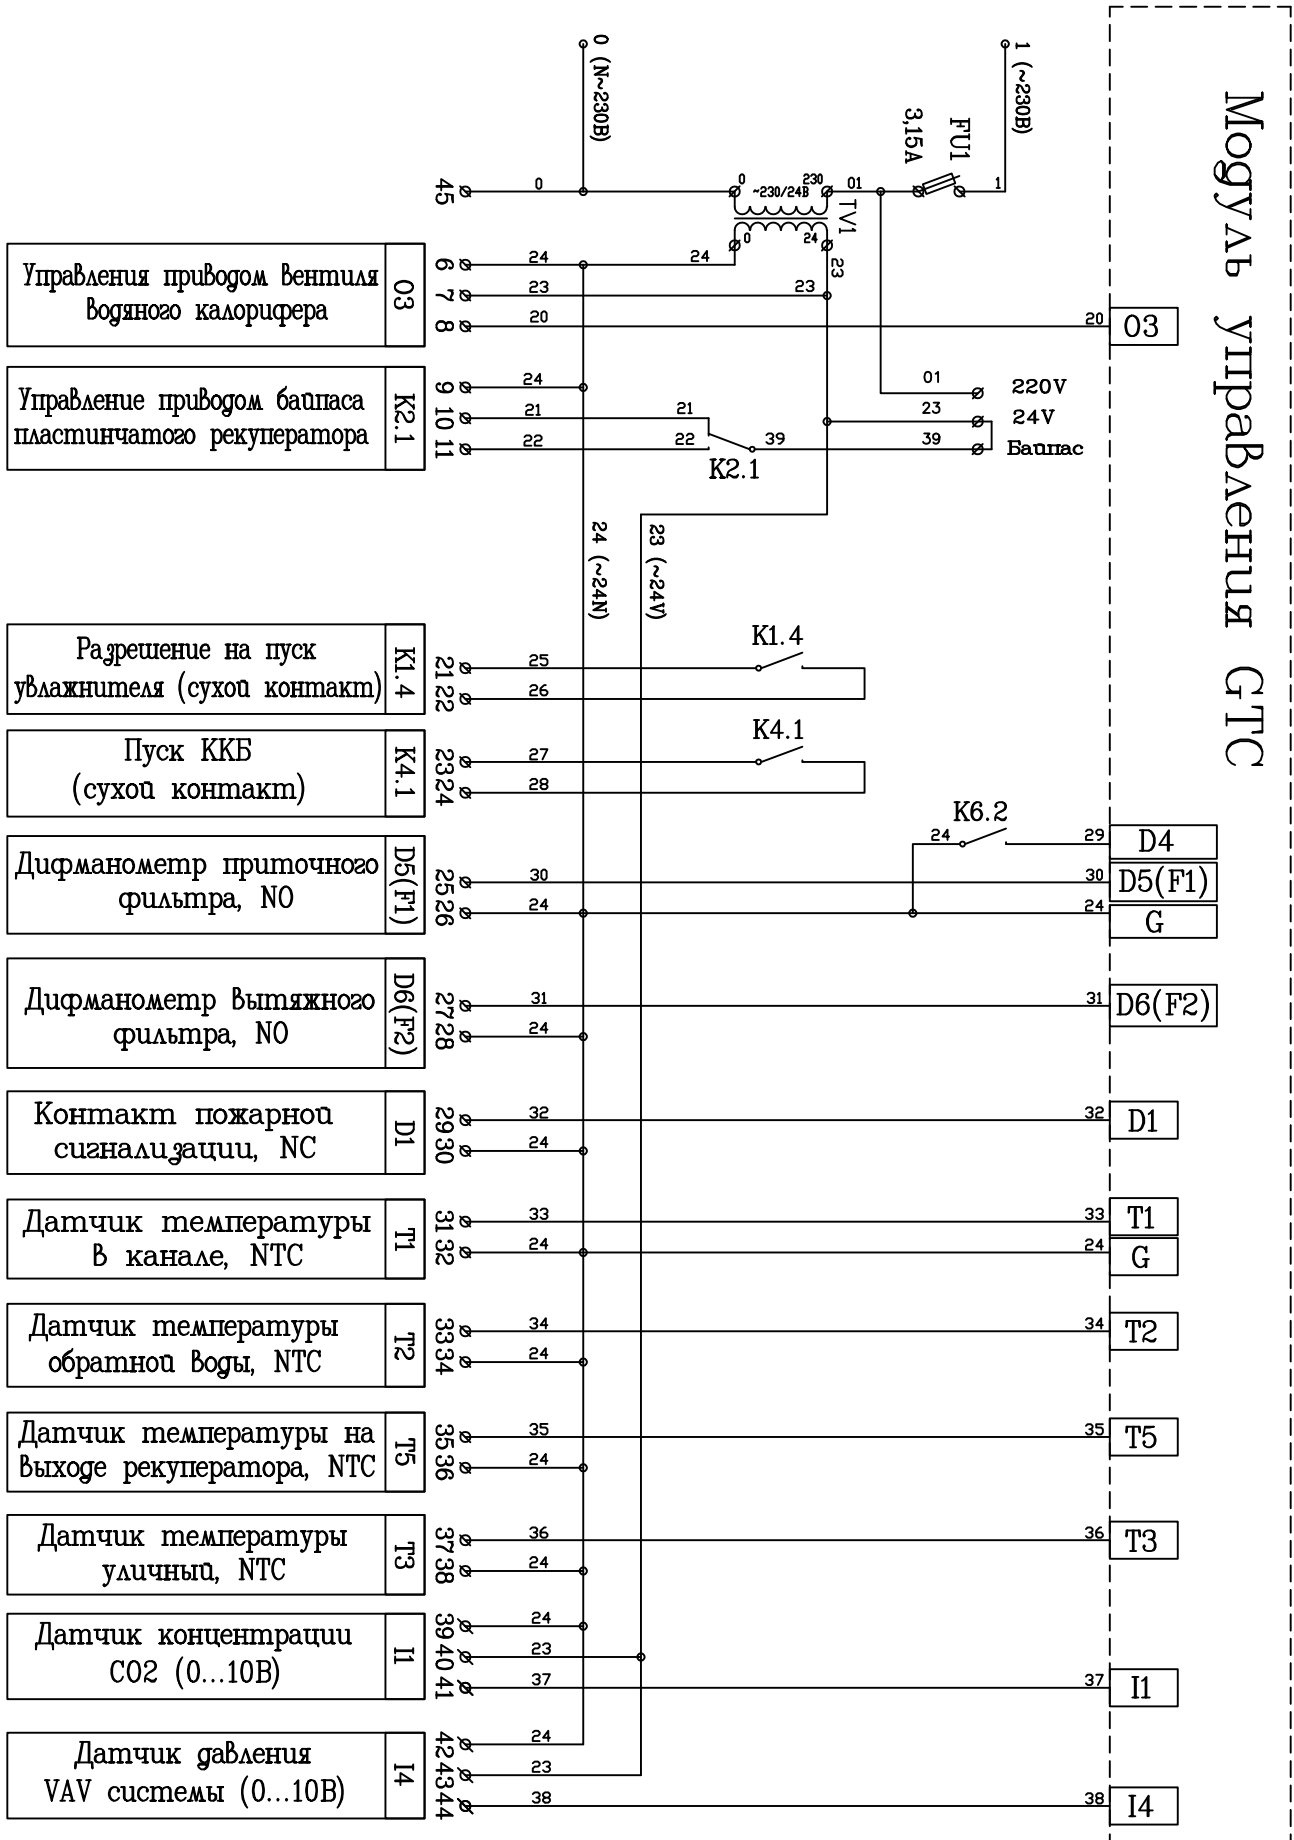 Модуль управления GTC
0 (N~230В)
1 (~230В)
FU1
3,15А
45
0
0
~230/24В
230
01
1
TV1
0
24
23
Управления приводом вентиля
водяного калорифера
O3
6
24
24
7
23
23
8
20
20
O3
Управление приводом байпаса
пластинчатого рекуператора
K2.1
9
24
10
21
21
11
22
22
39
K2.1
01
220V
23
24V
39
Байпас
24 (~24N)
23 (~24V)
Разрешение на пуск
увлажнителя (сухой контакт)
K1.4
21
25
22
26
K1.4
Пуск ККБ
(сухой контакт)
K4.1
23
27
24
28
K4.1
K6.2
24
29
D4
Дифманометр приточного
фильтра, NO
D5(F1)
25
30
30
D5(F1)
26
24
24
G
Дифманометр вытяжного
фильтра, NO
D6(F2)
27
31
31
D6(F2)
28
24
Контакт пожарной
сигнализации, NC
D1
29
32
32
D1
30
24
Датчик температуры
в канале, NTC
T1
31
33
33
T1
32
24
24
G
Датчик температуры
обратной воды, NTC
T2
33
34
34
T2
34
24
Датчик температуры на
выходе рекуператора, NTC
T5
35
35
35
T5
36
24
Датчик температуры
уличный, NTC
T3
37
36
36
T3
38
24
Датчик концентрации
CO2 (0...10В)
I1
39
24
40
23
41
37
37
I1
Датчик давления
VAV системы (0...10В)
I4
42
24
43
23
44
38
38
I4